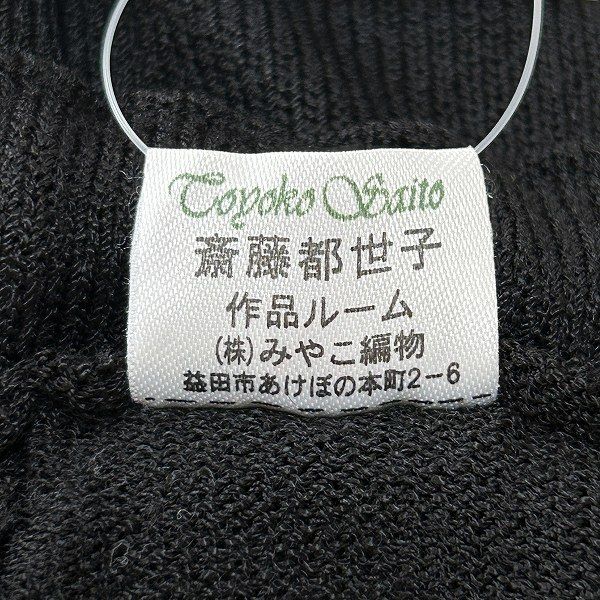 Toyoko Saito
斎藤都世子
作品ルーム
(株)みやこ編物
益田市あけぼの本町2-6